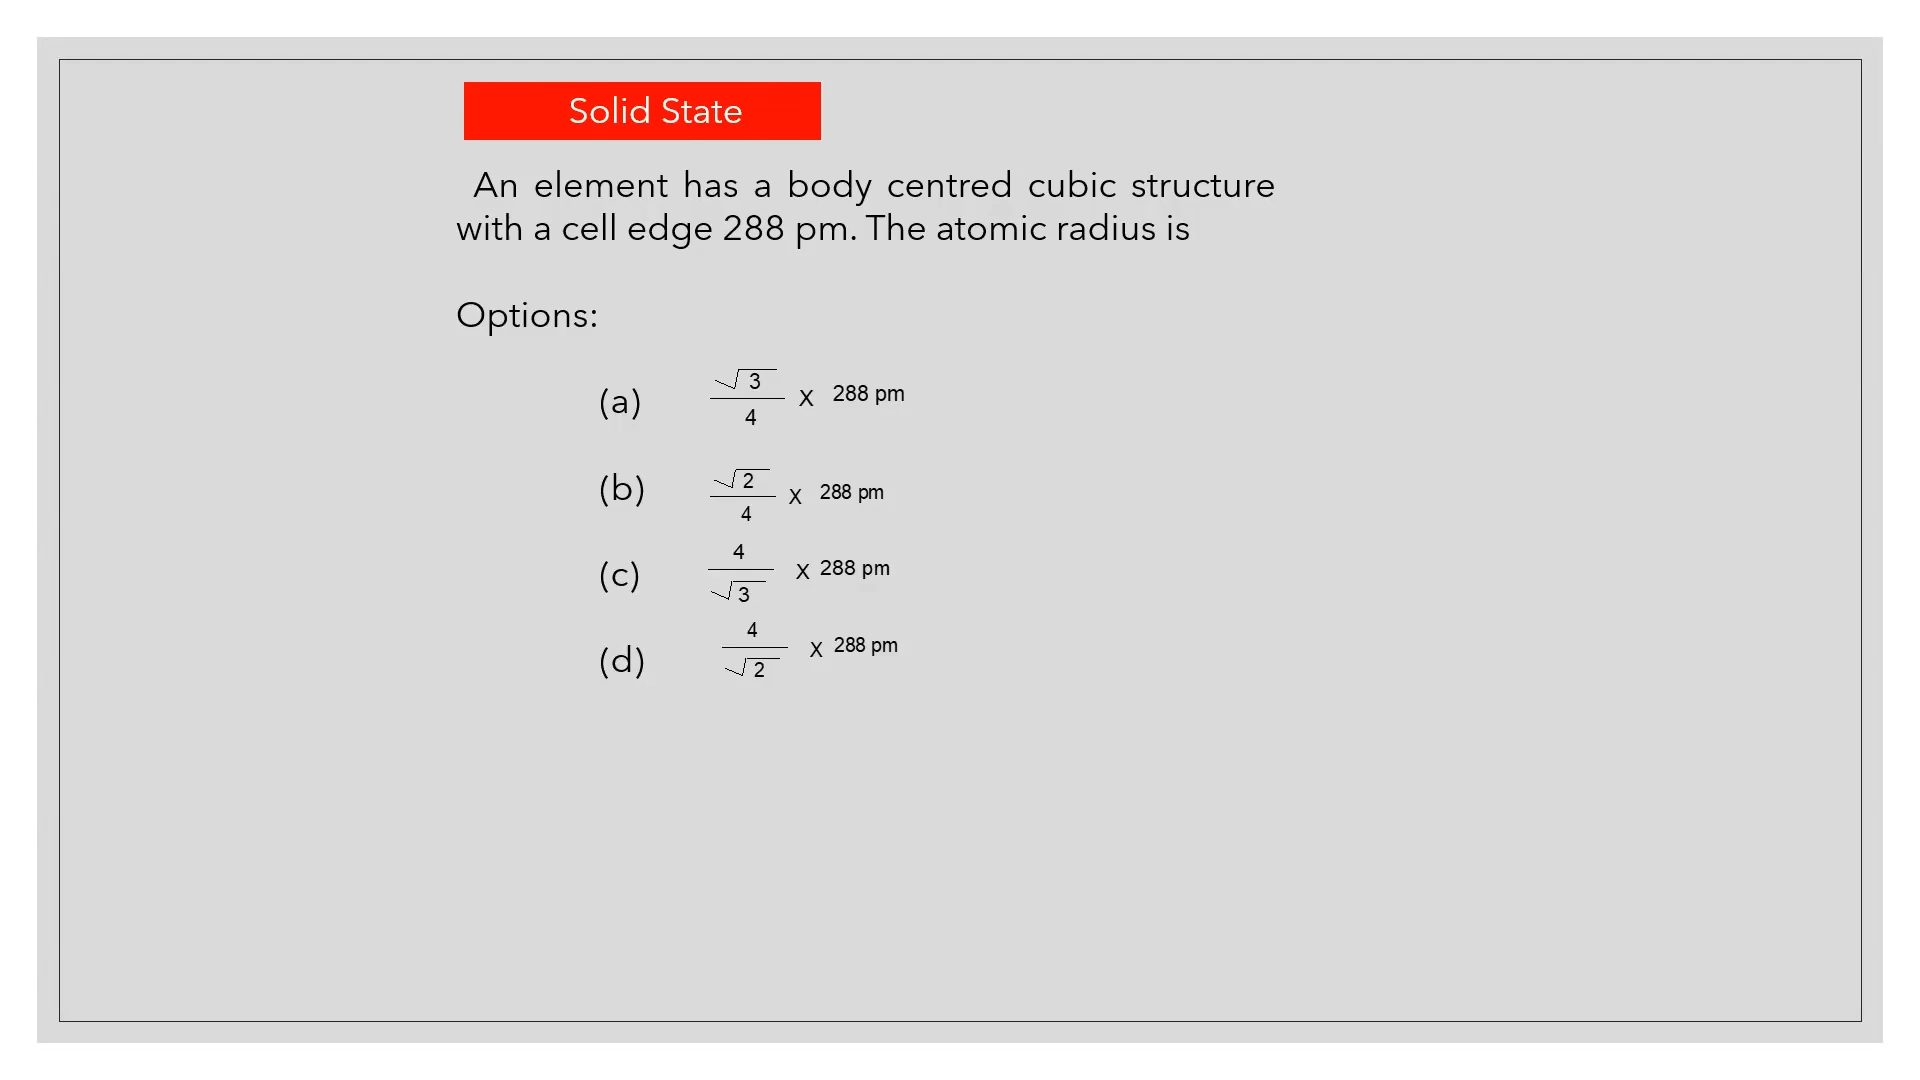 Solid State
An element has a body centred cubic structure
with a cell edge 288 pm. The atomic radius is
Options:
(a) √3/4 X 288 pm
(b) √2/4 X 288 pm
(c) 4/√3 X 288 pm
(d) 4/√2 X 288 pm